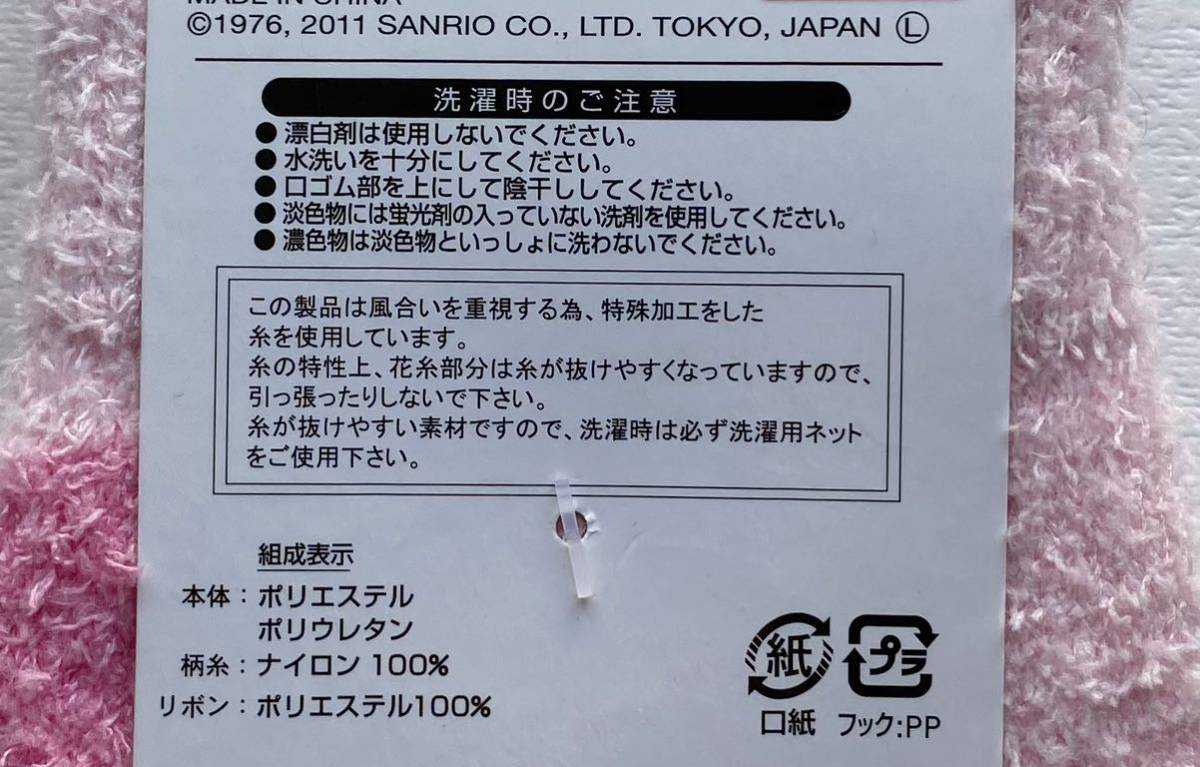 MADE IN CHINA
©1976, 2011 SANRIO CO., LTD. TOKYO, JAPAN Ⓛ
洗濯時のご注意
●漂白剤は使用しないでください。
●水洗いを十分にしてください。
●口ゴム部を上にして陰干ししてください。
●淡色物には蛍光剤の入っていない洗剤を使用してください。
●濃色物は淡色物といっしょに洗わないでください。
この製品は風合いを重視する為、特殊加工をした
糸を使用しています。
糸の特性上、花糸部分は糸が抜けやすくなっていますので、
引っ張ったりしないで下さい。
糸が抜けやすい素材ですので、洗濯時は必ず洗濯用ネット
をご使用下さい。
組成表示
本体：ポリエステル
ポリウレタン
柄糸：ナイロン 100%
リボン：ポリエステル100%
紙 プラ
口紙 フック:PP